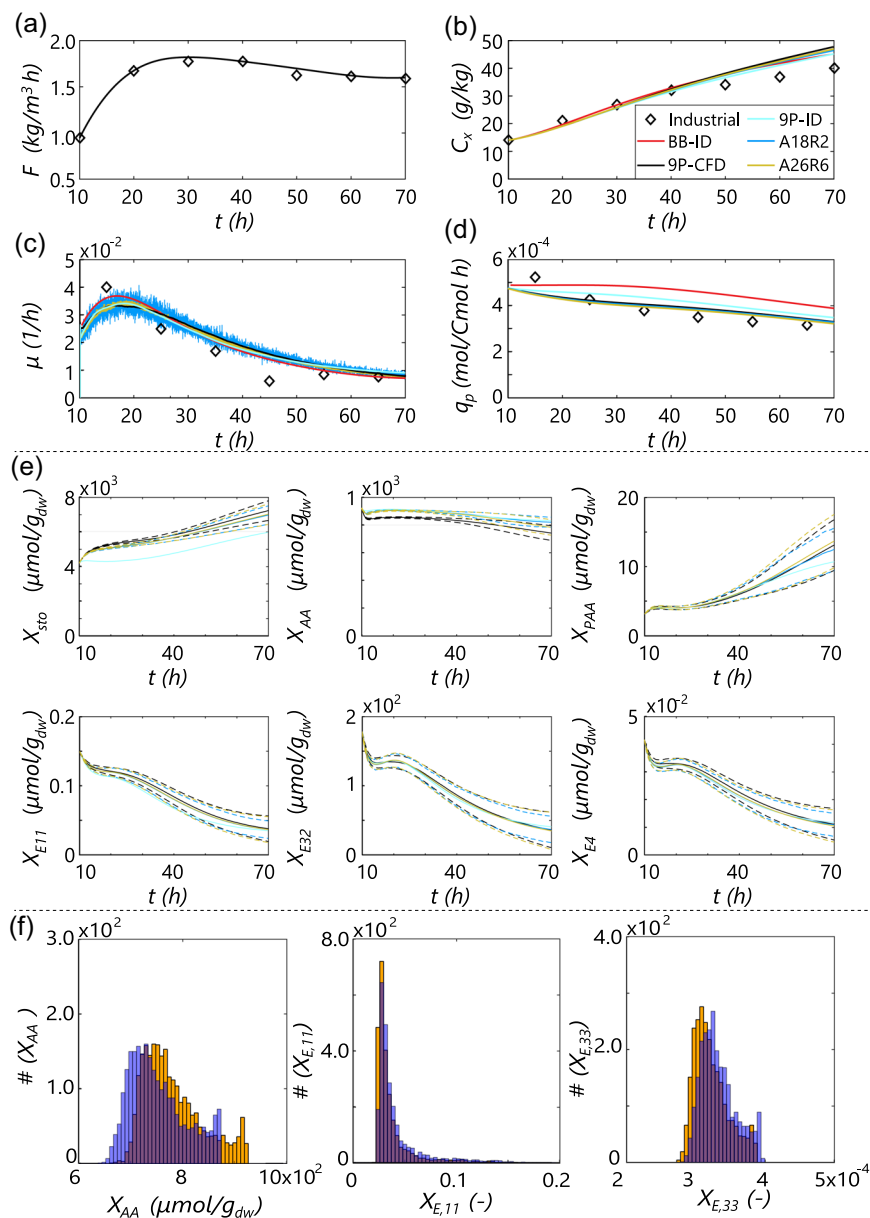 (a)
2.0
1.5
1.0
0.5
F (kg/m³ h)
10 20 30 40 50 60 70
t (h)
(b)
50
40
30
20
10
0
Cₓ (g/kg)
Industrial
BB-ID
9P-CFD
9P-ID
A18R2
A26R6
10 20 30 40 50 60 70
t (h)
(c)
x10⁻²
5
4
3
2
1
0
μ (1/h)
10 20 30 40 50 60 70
t (h)
(d)
x10⁻⁴
6
4
2
0
qₚ (mol/Cmol h)
10 20 30 40 50 60 70
t (h)
(e)
x10³
8
6
4
2
0
X_sto (μmol/g_dw)
10 40 70
t (h)
x10³
1
0
X_AA (μmol/g_dw)
10 40 70
t (h)
20
15
10
5
0
X_PAA (μmol/g_dw)
10 40 70
t (h)
0.2
0.1
0
X_E11 (μmol/g_dw)
10 40 70
t (h)
x10²
2
1
0
X_E32 (μmol/g_dw)
10 40 70
t (h)
x10⁻²
5
0
X_E4 (μmol/g_dw)
10 40 70
t (h)
(f)
x10²
3.0
2.0
1.0
0
# (X_AA)
6 8 10x10²
X_AA (μmol/g_dw)
x10²
8.0
4.0
0
# (X_E,11)
0 0.1 0.2
X_E,11 (-)
x10²
4.0
2.0
0
# (X_E,33)
2 3 4 5x10⁻⁴
X_E,33 (-)